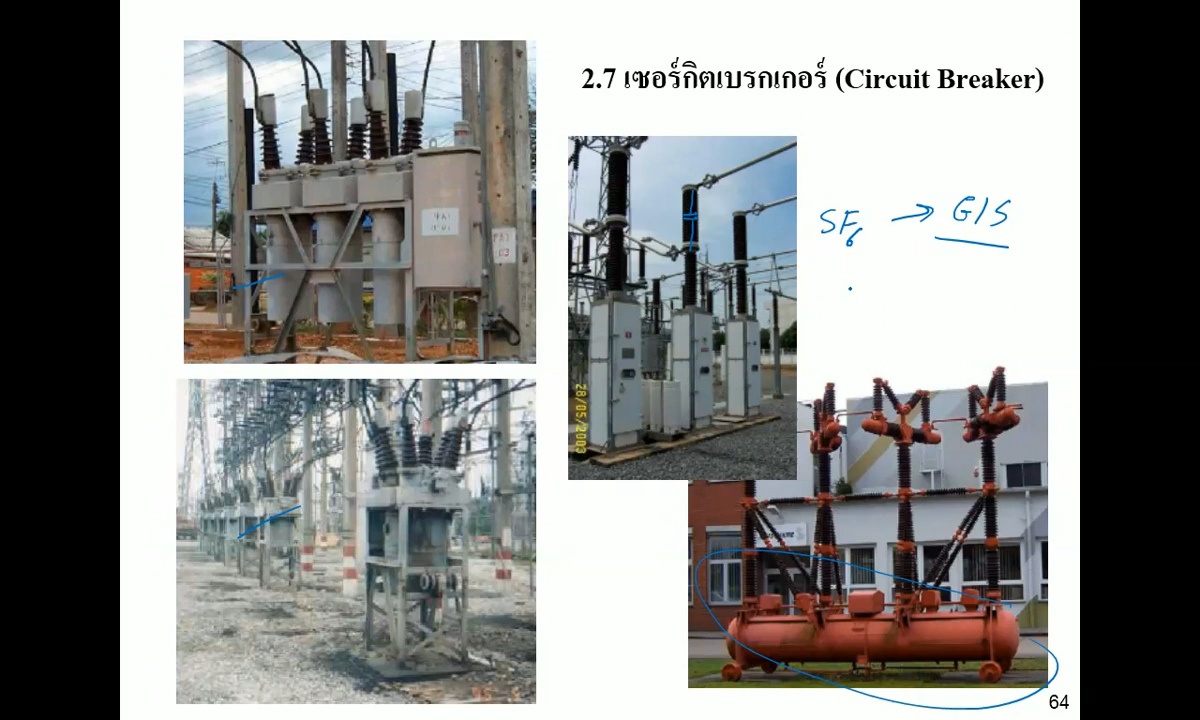 2.7 เซอร์กิตเบรกเกอร์ (Circuit Breaker)
SF6 → GIS
28/05/2003
64